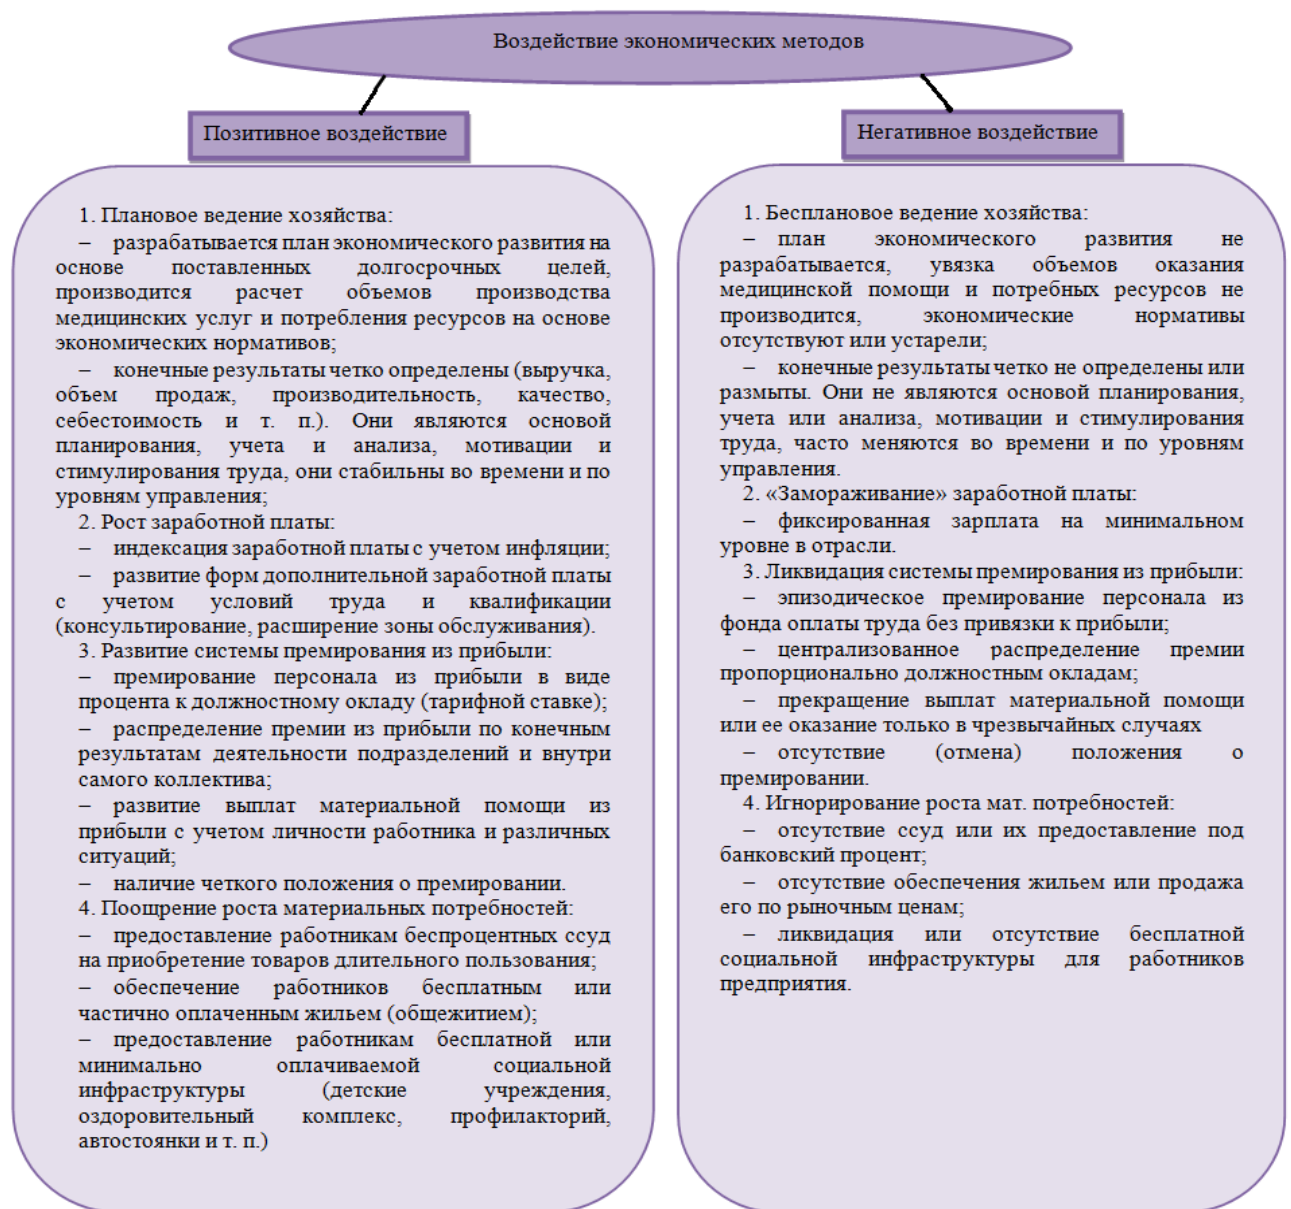 Воздействие экономических методов
Позитивное воздействие
1. Плановое ведение хозяйства:
– разрабатывается план экономического развития на
основе поставленных долгосрочных целей,
производится расчет объемов производства
медицинских услуг и потребления ресурсов на основе
экономических нормативов;
– конечные результаты четко определены (выручка,
объем продаж, производительность, качество,
себестоимость и т. п.). Они являются основой
планирования, учета и анализа, мотивации и
стимулирования труда, они стабильны во времени и по
уровням управления;
2. Рост заработной платы:
– индексация заработной платы с учетом инфляции;
– развитие форм дополнительной заработной платы
с учетом условий труда и квалификации
(консультирование, расширение зоны обслуживания).
3. Развитие системы премирования из прибыли:
– премирование персонала из прибыли в виде
процента к должностному окладу (тарифной ставке);
– распределение премии из прибыли по конечным
результатам деятельности подразделений и внутри
самого коллектива;
– развитие выплат материальной помощи из
прибыли с учетом личности работника и различных
ситуаций;
– наличие четкого положения о премировании.
4. Поощрение роста материальных потребностей:
– предоставление работникам беспроцентных ссуд
на приобретение товаров длительного пользования;
– обеспечение работников бесплатным или
частично оплаченным жильем (общежитием);
– предоставление работникам бесплатной или
минимально оплачиваемой социальной
инфраструктуры (детские учреждения,
оздоровительный комплекс, профилакторий,
автостоянки и т. п.)
Негативное воздействие
1. Бесплановое ведение хозяйства:
– план экономического развития не
разрабатывается, увязка объемов оказания
медицинской помощи и потребных ресурсов не
производится, экономические нормативы
отсутствуют или устарели;
– конечные результаты четко не определены или
размыты. Они не являются основой планирования,
учета или анализа, мотивации и стимулирования
труда, часто меняются во времени и по уровням
управления.
2. «Замораживание» заработной платы:
– фиксированная зарплата на минимальном
уровне в отрасли.
3. Ликвидация системы премирования из прибыли:
– эпизодическое премирование персонала из
фонда оплаты труда без привязки к прибыли;
– централизованное распределение премии
пропорционально должностным окладам;
– прекращение выплат материальной помощи
или ее оказание только в чрезвычайных случаях
– отсутствие (отмена) положения о
премировании.
4. Игнорирование роста мат. потребностей:
– отсутствие ссуд или их предоставление под
банковский процент;
– отсутствие обеспечения жильем или продажа
его по рыночным ценам;
– ликвидация или отсутствие бесплатной
социальной инфраструктуры для работников
предприятия.